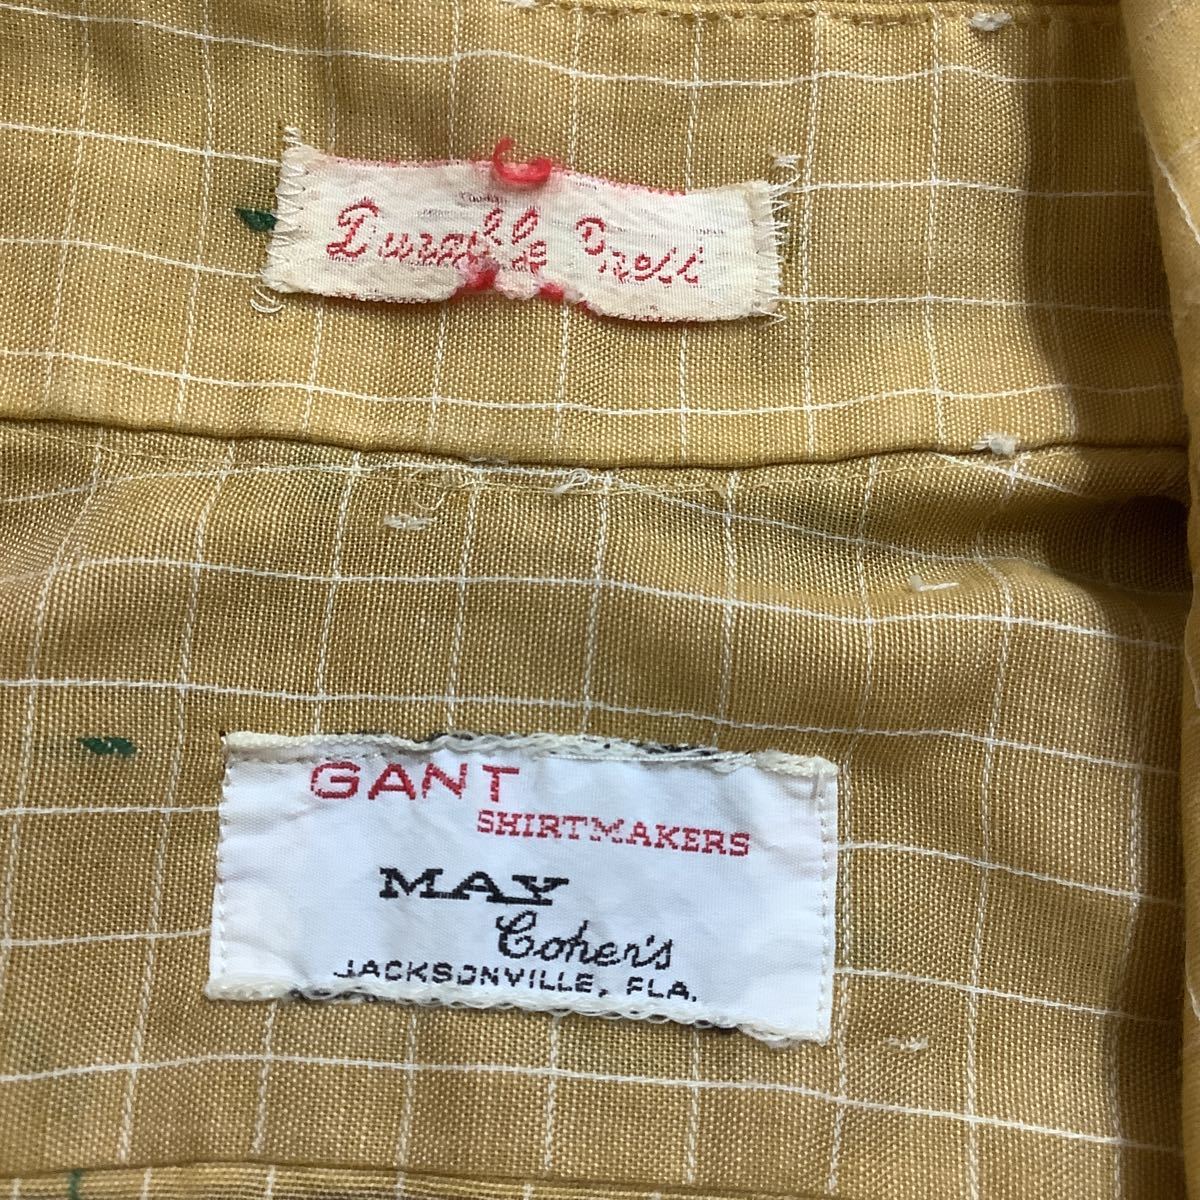 Durable Press
GANT
SHIRTMAKERS
MAY
Cohen's
JACKSONVILLE, FLA.